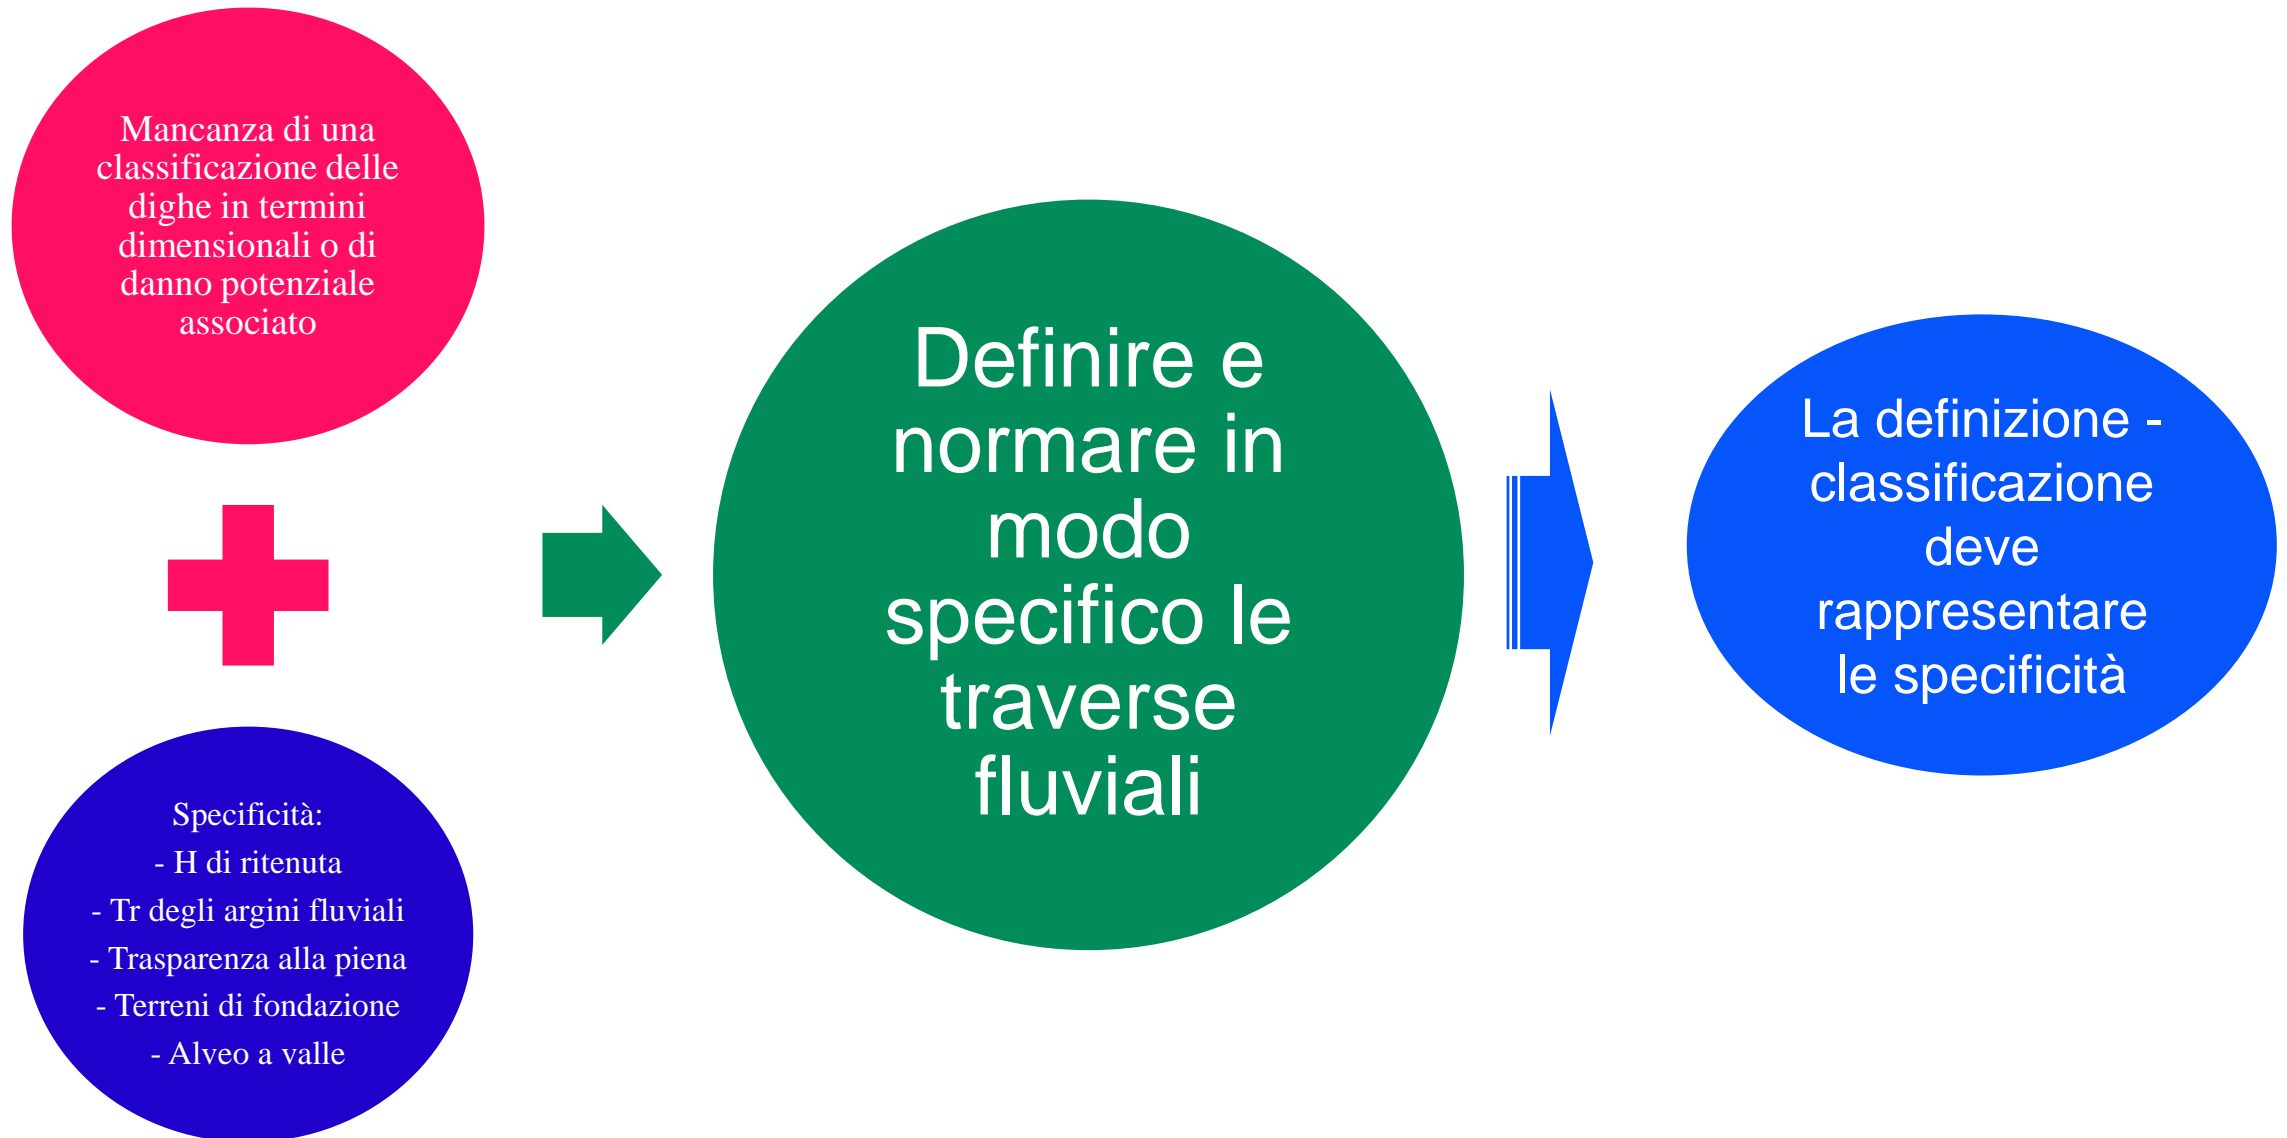 Mancanza di una
classificazione delle
dighe in termini
dimensionali o di
danno potenziale
associato
Specificità:
- H di ritenuta
- Tr degli argini fluviali
- Trasparenza alla piena
- Terreni di fondazione
- Alveo a valle
Definire e
normare in
modo
specifico le
traverse
fluviali
La definizione -
classificazione
deve
rappresentare
le specificità